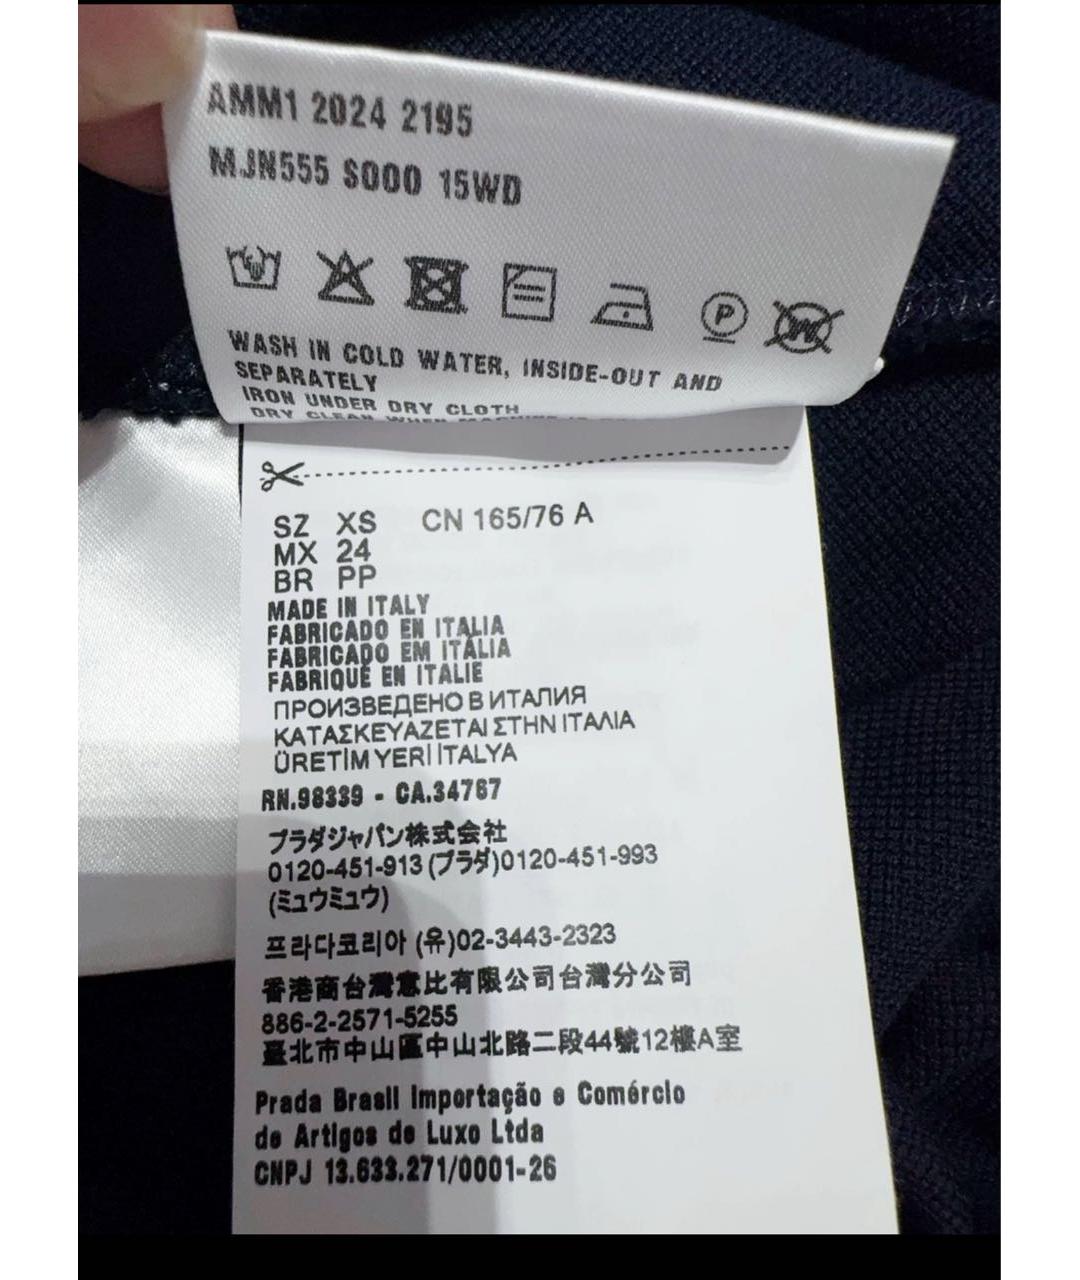 AMM1 2024 2195
MJN555 S000 15WD
P
W
WASH IN COLD WATER, INSIDE-OUT AND
SEPARATELY
IRON UNDER DRY CLOTH
DRY CLEAN WHEN
SZ XS CN 165/76 A
MX 24
BR PP
MADE IN ITALY
FABRICADO EN ITALIA
FABRICADO EM ITÁLIA
FABRIQUÉ EN ITALIE
ПРОИЗВЕДЕНО В ИТАЛИЯ
ΚΑΤΑΣΚΕΥΑΖΕΤΑΙ ΣΤΗΝ ΙΤΑΛΙΑ
ÜRETİM YERİ İTALYA
RN.98339 - CA.34767
プラダジャパン株式会社
0120-451-913 (プラダ)0120-451-993
(ミュウミュウ)
프라다코리아 (유)02-3443-2323
香港商台灣意比有限公司台灣分公司
886-2-2571-5255
臺北市中山區中山北路二段44號12樓A室
Prada Brasil Importação e Comércio
de Artigos de Luxo Ltda
CNPJ 13.633.271/0001-26